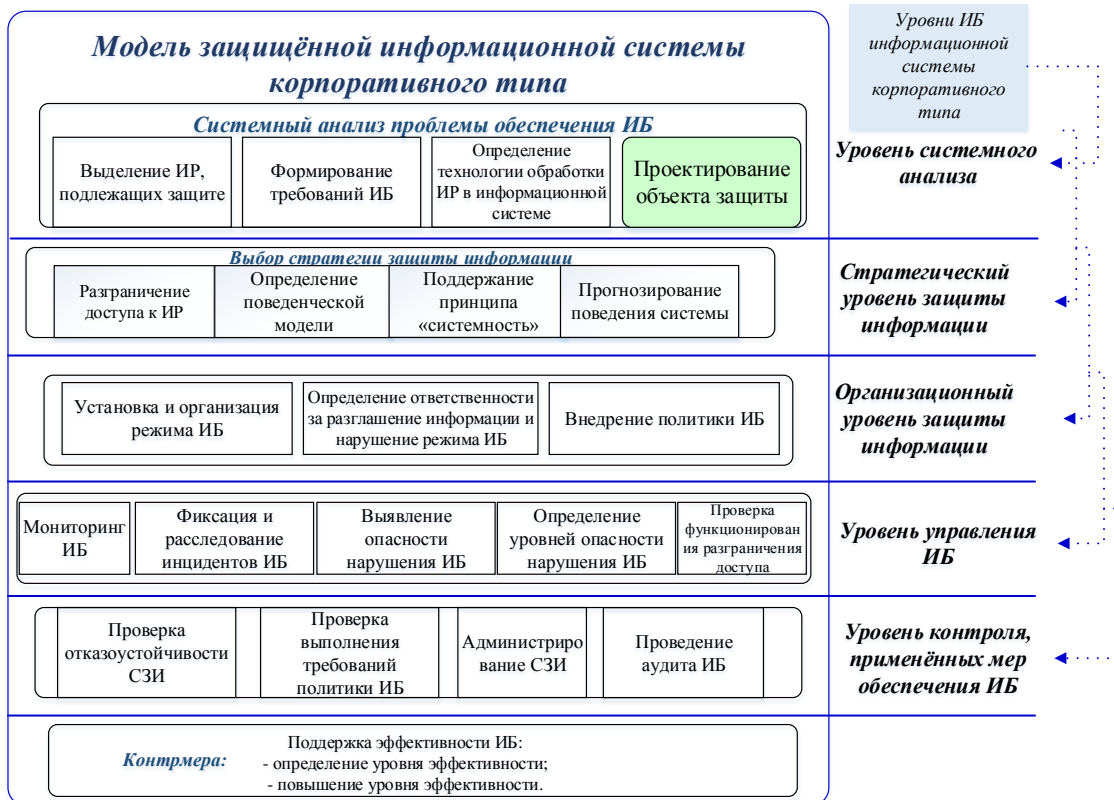 Модель защищённой информационной системы
корпоративного типа
Уровни ИБ
информационной
системы
корпоративного
типа
Системный анализ проблемы обеспечения ИБ
Выделение ИР,
подлежащих защите
Формирование
требований ИБ
Определение
технологии обработки
ИР в информационной
системе
Проектирование
объекта защиты
Уровень системного
анализа
Выбор стратегии защиты информации
Разграничение
доступа к ИР
Определение
поведенческой
модели
Поддержание
принципа
«системность»
Прогнозирование
поведения системы
Стратегический
уровень защиты
информации
Установка и организация
режима ИБ
Определение ответственности
за разглашение информации и
нарушение режима ИБ
Внедрение политики ИБ
Организационный
уровень защиты
информации
Мониторинг
ИБ
Фиксация и
расследование
инцидентов ИБ
Выявление
опасности
нарушения ИБ
Определение
уровней опасности
нарушения ИБ
Проверка
функционирован
ия разграничения
доступа
Уровень управления
ИБ
Проверка
отказоустойчивости
СЗИ
Проверка
выполнения
требований
политики ИБ
Администриро
вание СЗИ
Проведение
аудита ИБ
Уровень контроля,
применённых мер
обеспечения ИБ
Контрмера:
Поддержка эффективности ИБ:
- определение уровня эффективности;
- повышение уровня эффективности.